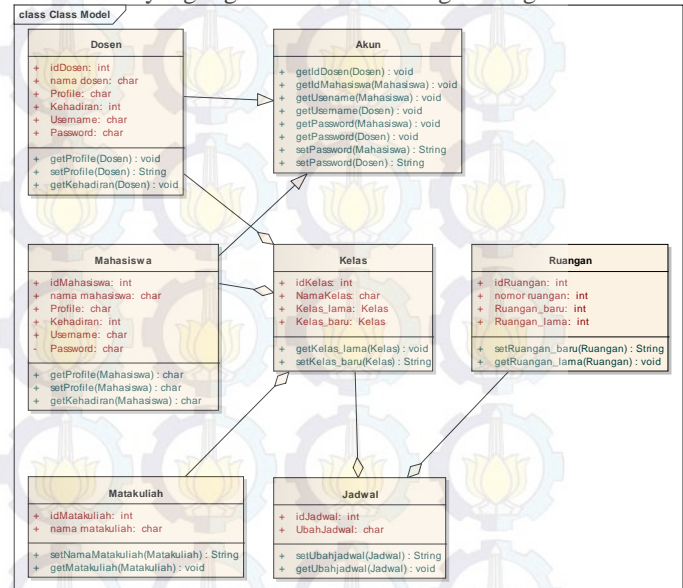 class Class Model
Dosen
+ idDosen: int
+ nama dosen: char
+ Profile: char
+ Kehadiran: int
+ Username: char
+ Password: char
+ getProfile(Dosen) : void
+ setProfile(Dosen) : String
+ getKehadiran(Dosen) : void
Akun
+ getIdDosen(Dosen) : void
+ getIdMahasiswa(Mahasiswa) : void
+ getUsename(Mahasiswa) : void
+ getUsername(Dosen) : void
+ getPassword(Mahasiswa) : void
+ getPassword(Dosen) : void
+ setPassword(Mahasiswa) : String
+ setPassword(Dosen) : String
Mahasiswa
+ idMahasiswa: int
+ nama mahasiswa: char
+ Profile: char
+ Kehadiran: int
+ Username: char
- Password: char
+ getProfile(Mahasiswa) : char
+ setProfile(Mahasiswa) : char
+ getKehadiran(Mahasiswa) : char
Kelas
+ idKelas: int
+ NamaKelas: char
+ Kelas_lama: Kelas
+ Kelas_baru: Kelas
+ getKelas_lama(Kelas) : void
+ setKelas_baru(Kelas) : String
Ruangan
+ idRuangan: int
+ nomor ruangan: int
+ Ruangan_baru: int
+ Ruangan_lama: int
+ setRuangan_baru(Ruangan) : String
+ getRuangan_lama(Ruangan) : void
Matakuliah
+ idMatakuliah: int
+ nama matakuliah: char
+ setNamaMatakuliah(Matakuliah) : String
+ getMatakuliah(Matakuliah) : void
Jadwal
+ idJadwal: int
+ UbahJadwal: char
+ setUbahjadwal(Jadwal) : String
+ getUbahjadwal(Jadwal) : void